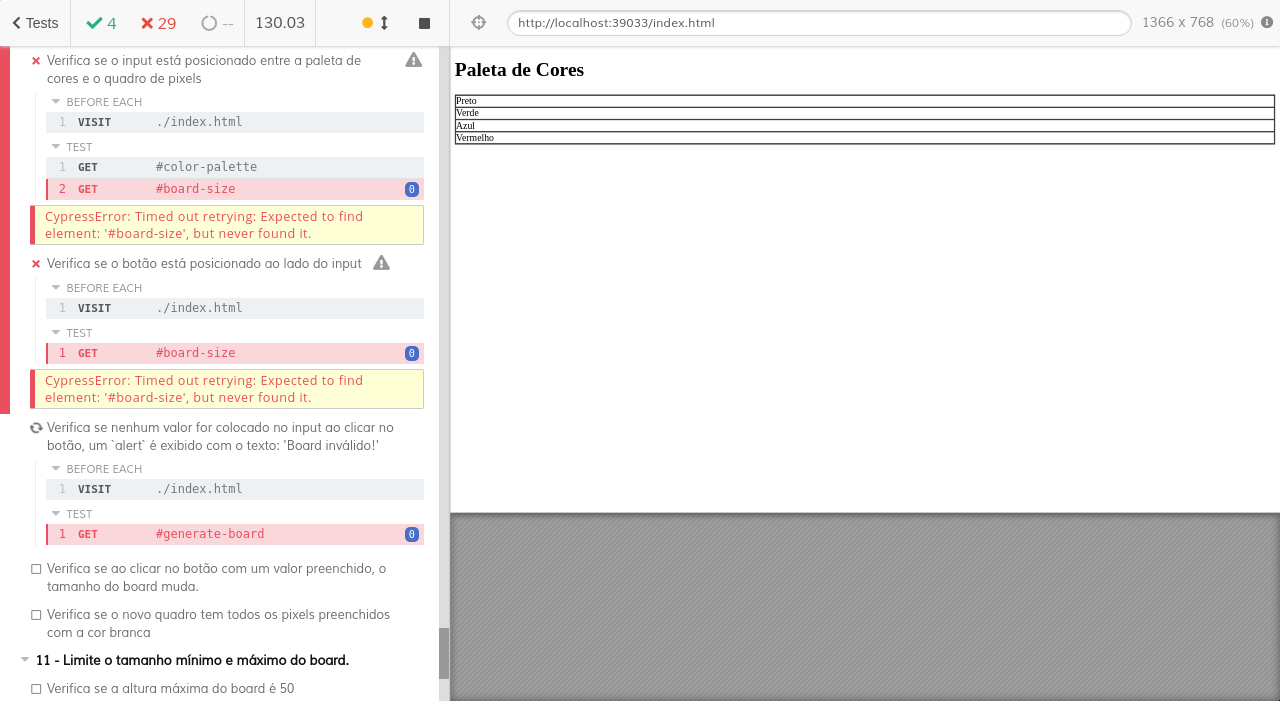 Tests 4 29 -- 130.03
http://localhost:39033/index.html
1366 x 768 (60%)
Verifica se o input está posicionado entre a paleta de
cores e o quadro de pixels
BEFORE EACH
1 VISIT ./index.html
TEST
1 GET #color-palette
2 GET #board-size 0
CypressError: Timed out retrying: Expected to find
element: '#board-size', but never found it.
Verifica se o botão está posicionado ao lado do input
BEFORE EACH
1 VISIT ./index.html
TEST
1 GET #board-size 0
CypressError: Timed out retrying: Expected to find
element: '#board-size', but never found it.
Verifica se nenhum valor for colocado no input ao clicar no
botão, um `alert` é exibido com o texto: 'Board inválido!'
BEFORE EACH
1 VISIT ./index.html
TEST
1 GET #generate-board 0
Verifica se ao clicar no botão com um valor preenchido, o
tamanho do board muda.
Verifica se o novo quadro tem todos os pixels preenchidos
com a cor branca
11 - Limite o tamanho mínimo e máximo do board.
Verifica se a altura máxima do board é 50
Paleta de Cores
Preto
Verde
Azul
Vermelho